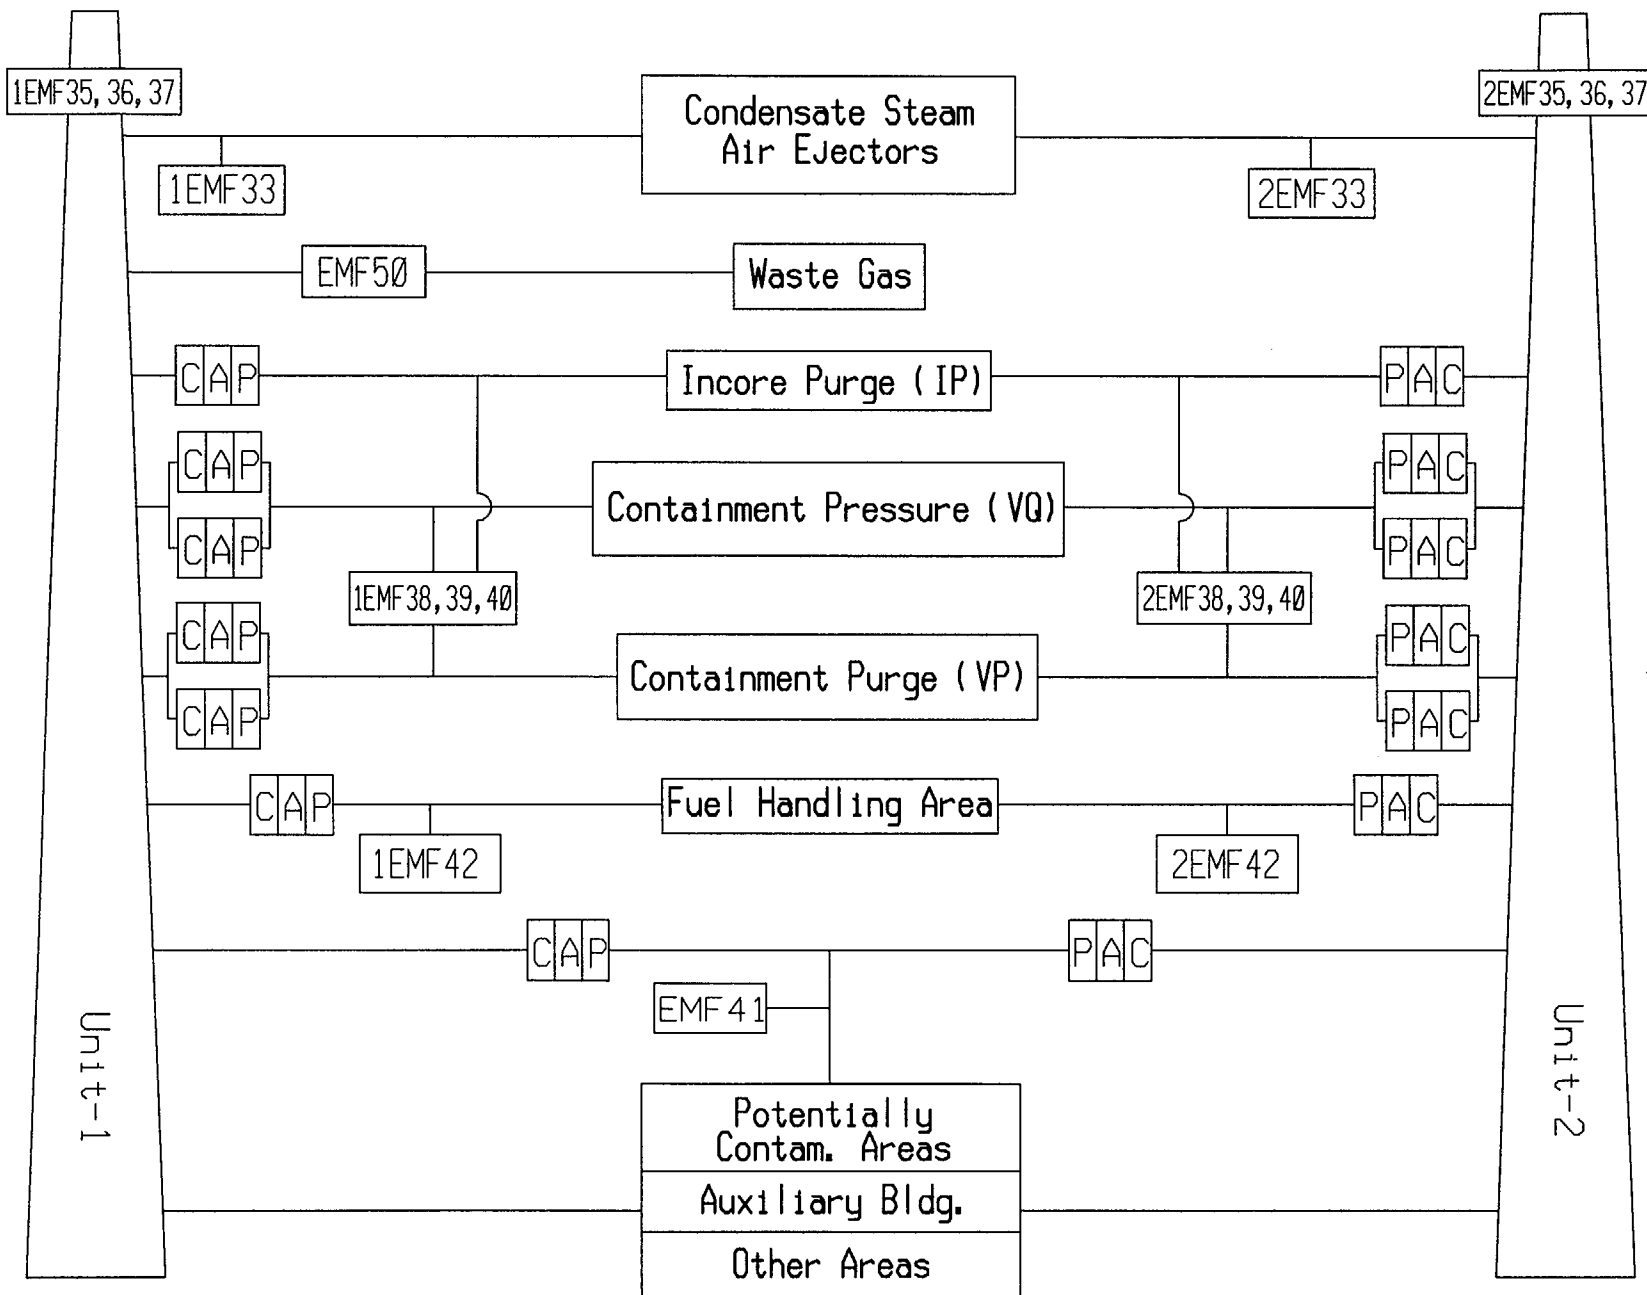 1EMF35, 36, 37
Condensate Steam
Air Ejectors
2EMF35, 36, 37
1EMF33
2EMF33
EMF50
Waste Gas
CAP
Incore Purge (IP)
PAC
CAP
PAC
Containment Pressure (VQ)
CAP
PAC
1EMF38, 39, 40
2EMF38, 39, 40
CAP
PAC
Containment Purge (VP)
CAP
PAC
CAP
Fuel Handling Area
PAC
1EMF42
2EMF42
CAP
PAC
EMF41
Unit-1
Unit-2
Potentially
Contam. Areas
Auxiliary Bldg.
Other Areas